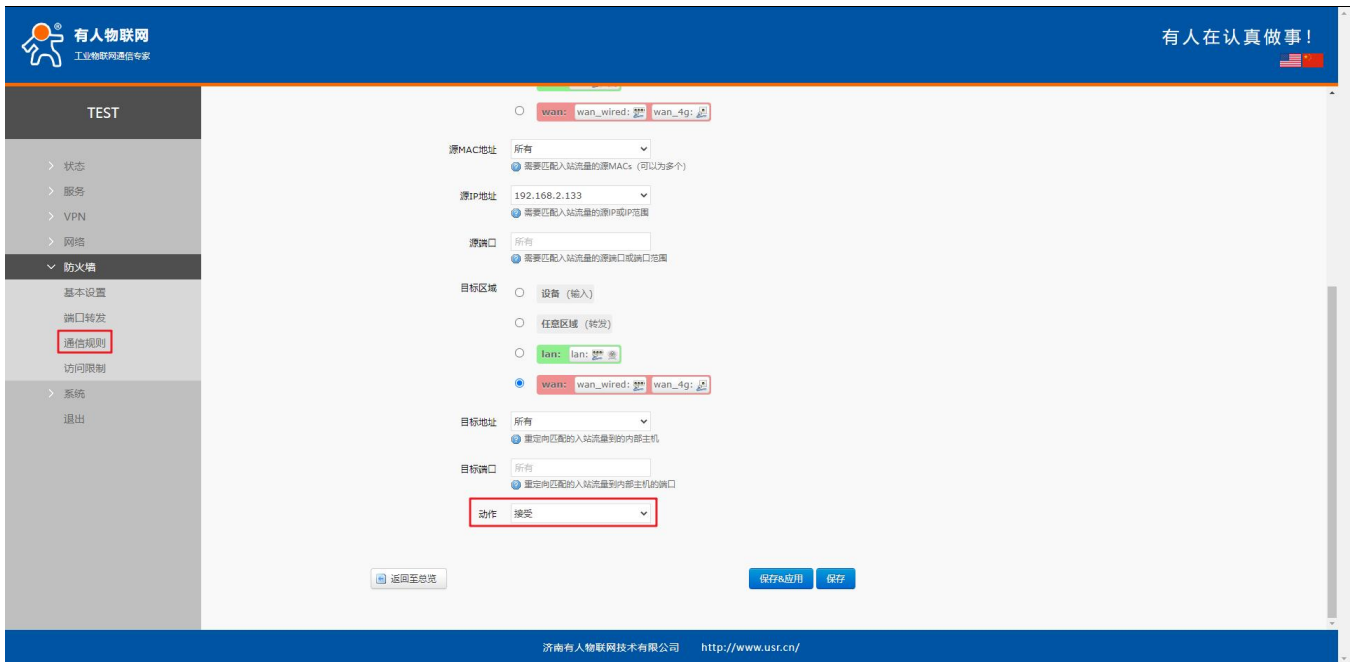 有人物联网
工业物联网通信专家
有人在认真做事!
TEST
状态
服务
VPN
网络
防火墙
基本设置
端口转发
通信规则
访问限制
系统
退出
wan: wan_wired: wan_4g:
源MAC地址 所有
需要匹配入站流量的源MACs（可以为多个）
源IP地址 192.168.2.133
需要匹配入站流量的源IP或IP范围
源端口 所有
需要匹配入站流量的源端口或端口范围
目标区域 设备 (输入)
任意区域 (转发)
lan: lan:
wan: wan_wired: wan_4g:
目标地址 所有
重定向匹配的入站流量到的内部主机
目标端口 所有
重定向匹配的入站流量到内部主机的端口
动作 接受
返回至总览 保存&应用 保存
济南有人物联网技术有限公司 http://www.usr.cn/